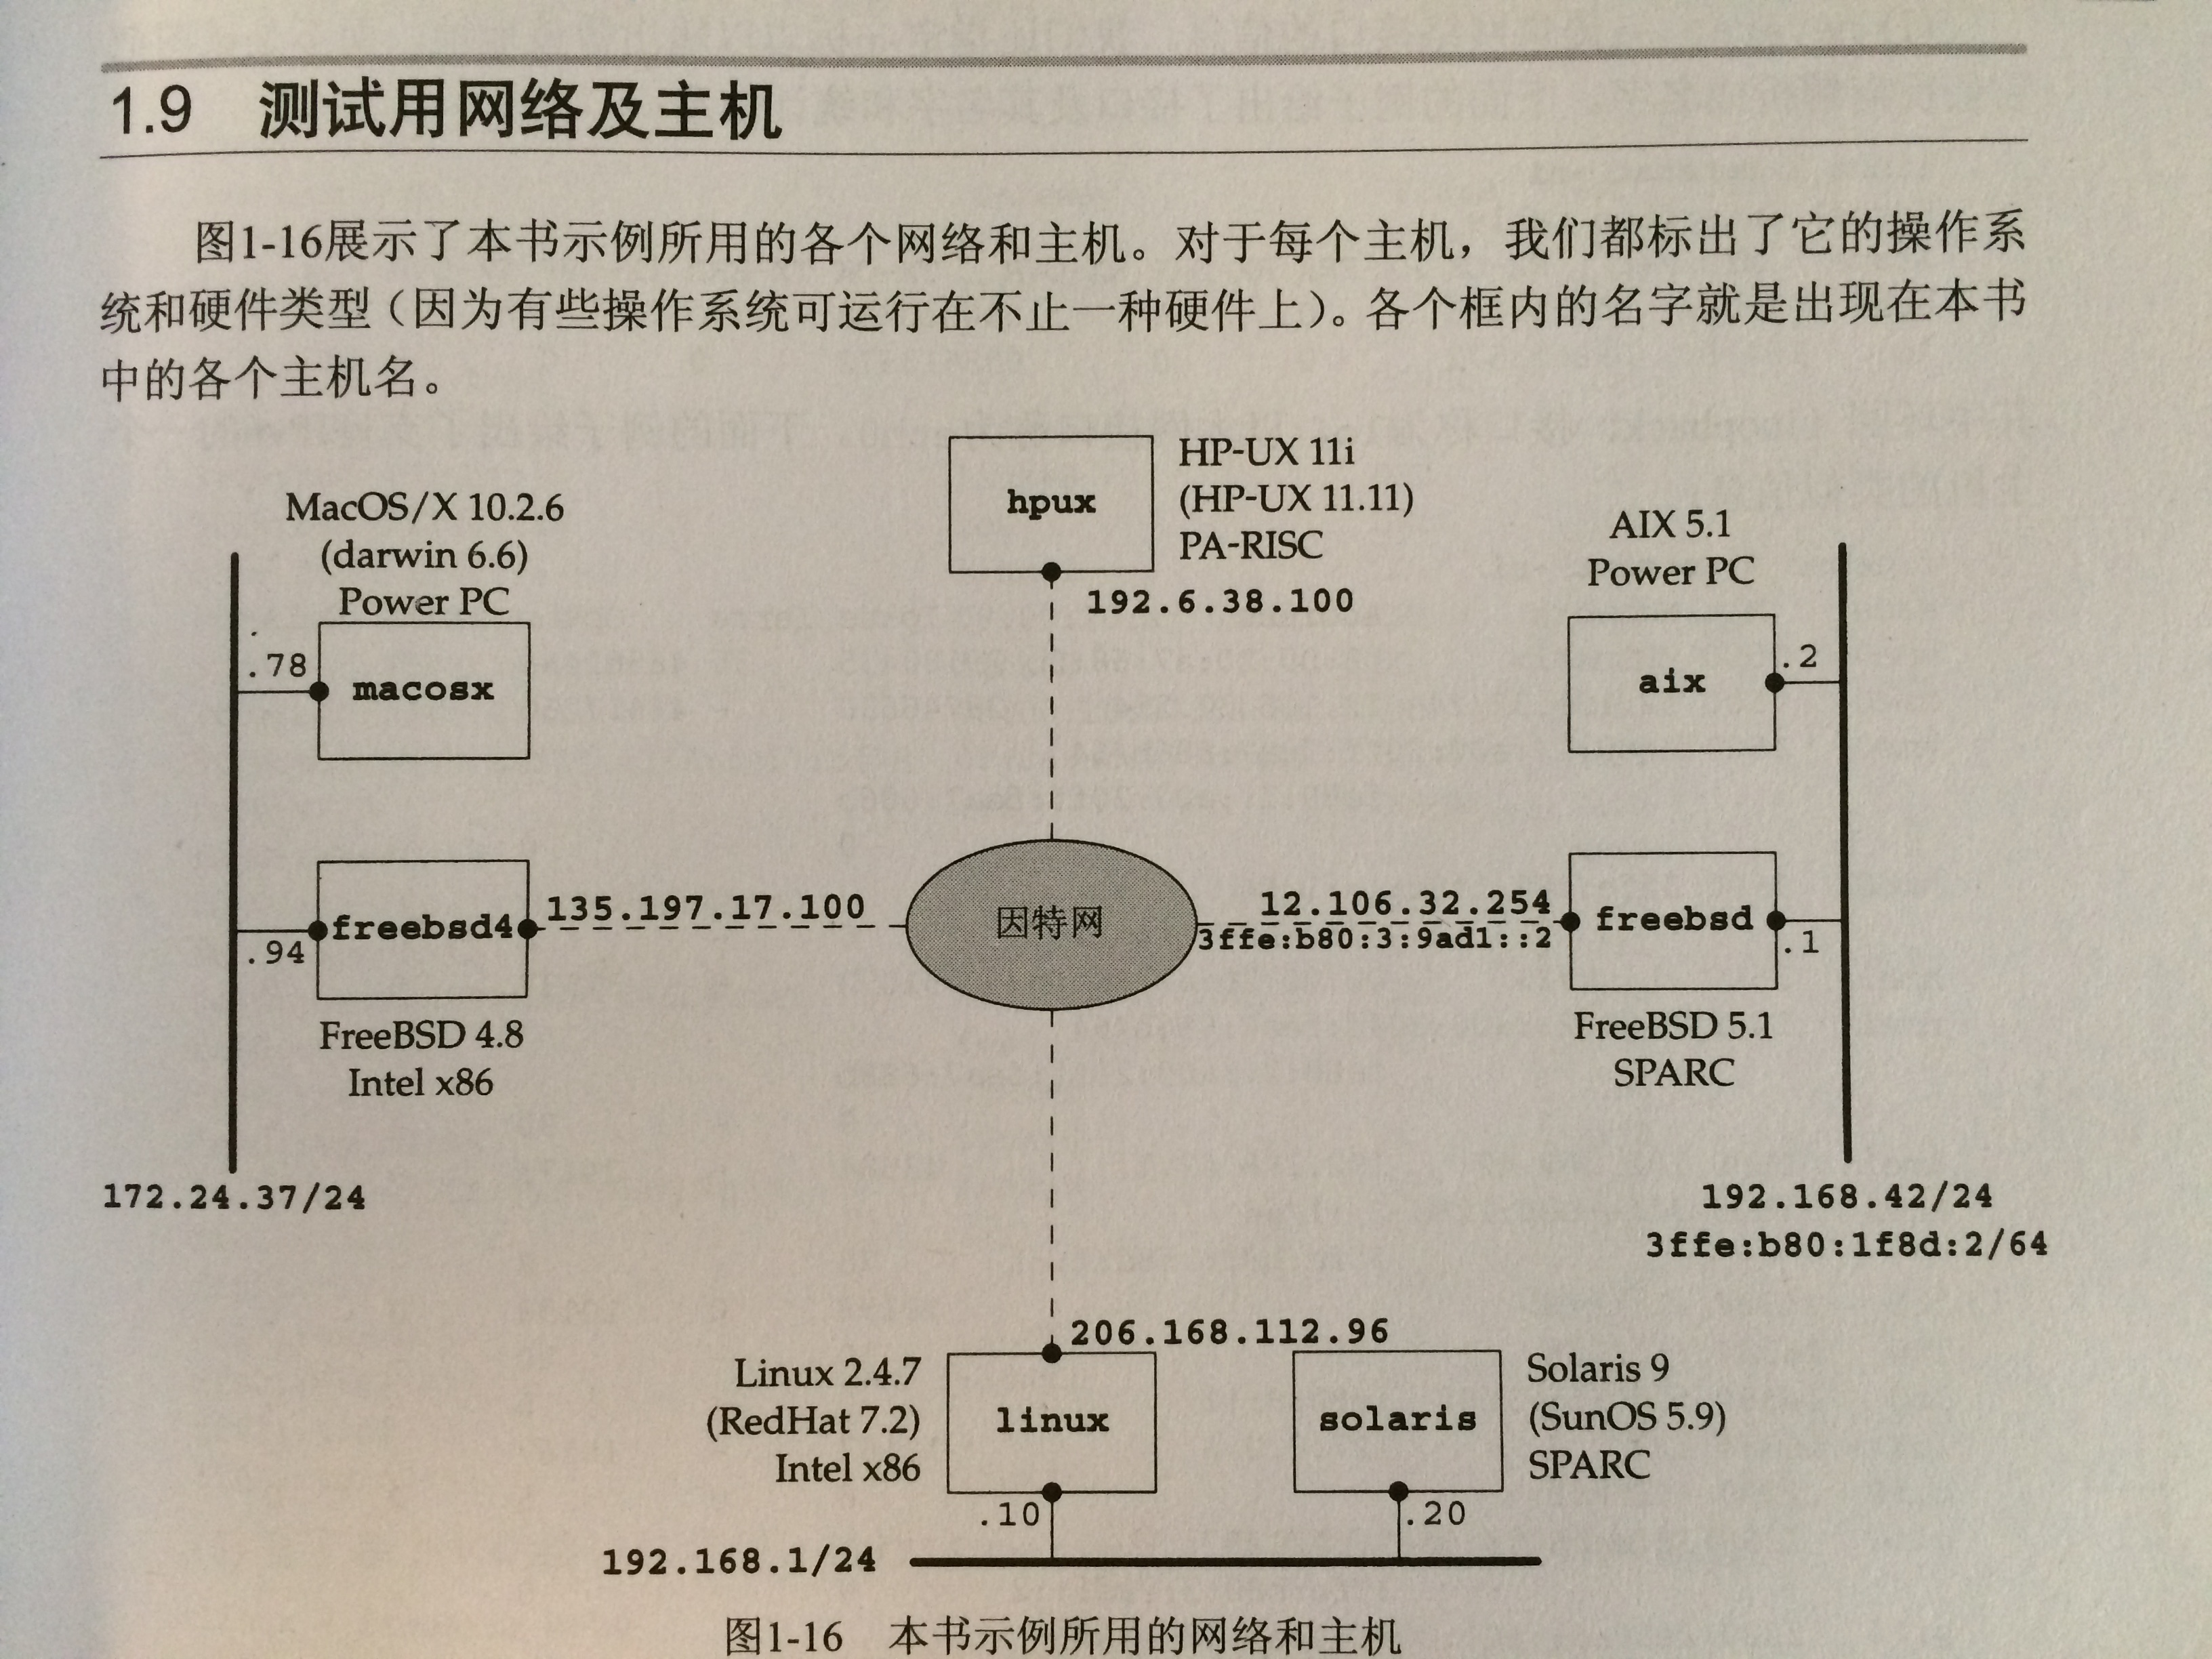 1.9 测试用网络及主机
图1-16展示了本书示例所用的各个网络和主机。对于每个主机，我们都标出了它的操作系
统和硬件类型（因为有些操作系统可运行在不止一种硬件上）。各个框内的名字就是出现在本书
中的各个主机名。
MacOS/X 10.2.6
(darwin 6.6)
Power PC
.78
macosx
hpux
HP-UX 11i
(HP-UX 11.11)
PA-RISC
192.6.38.100
AIX 5.1
Power PC
aix
.2
freebsd4
135.197.17.100
.94
FreeBSD 4.8
Intel x86
172.24.37/24
因特网
12.106.32.254
3ffe:b80:3:9ad1::2
freebsd
.1
FreeBSD 5.1
SPARC
192.168.42/24
3ffe:b80:1f8d:2/64
206.168.112.96
Linux 2.4.7
(RedHat 7.2)
Intel x86
linux
.10
solaris
Solaris 9
(SunOS 5.9)
SPARC
.20
192.168.1/24
图1-16 本书示例所用的网络和主机